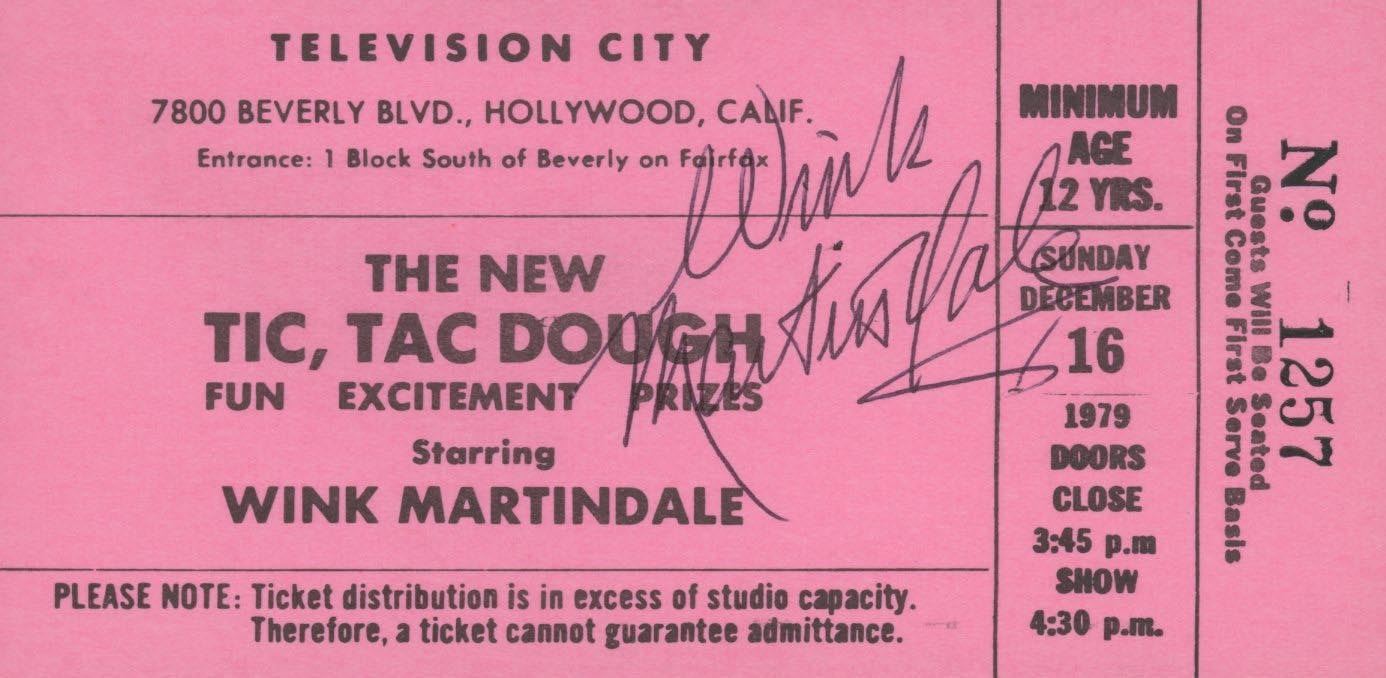 TELEVISION CITY
7800 BEVERLY BLVD., HOLLYWOOD, CALIF.
Entrance: 1 Block South of Beverly on Fairfax
THE NEW
TIC, TAC DOUGH
FUN EXCITEMENT PRIZES
Starring
WINK MARTINDALE
PLEASE NOTE: Ticket distribution is in excess of studio capacity.
Therefore, a ticket cannot guarantee admittance.
Wink
Martindale
MINIMUM
AGE
12 YRS.
SUNDAY
DECEMBER
16
1979
DOORS
CLOSE
3:45 p.m
SHOW
4:30 p.m.
No. 1257
Guests Will Be Seated
On First Come First Serve Basis